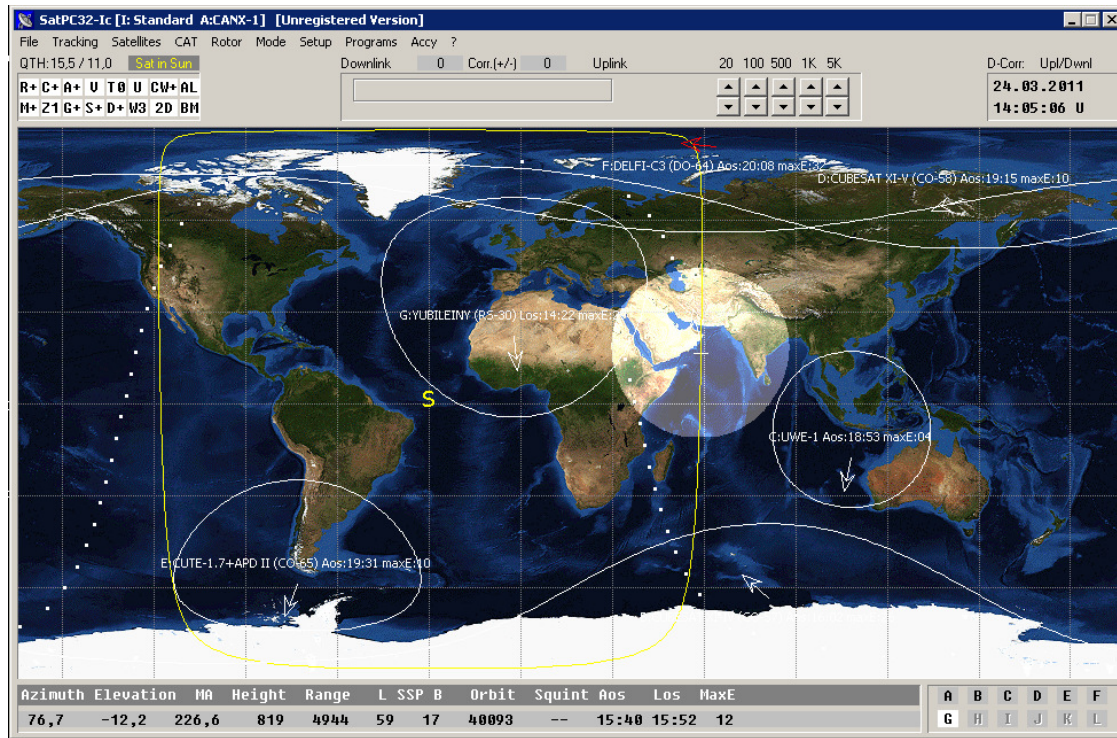 SatPC32-Ic [I: Standard A:CANX-1] [Unregistered Version]
File Tracking Satellites CAT Rotor Mode Setup Programs Accy ?
QTH:15,5 / 11,0 Sat in Sun Downlink 0 Corr.(+/-) 0 Uplink 20 100 500 1K 5K D-Corr. Upl/Dwnl
R+ C+ A+ V T0 U CW+ AL 24.03.2011
M+ Z1 G+ S+ D+ W3 2D BM 14:05:06 U
F:DELFI-C3 (DO-64) Aos:20:08 maxE:32
D:CUBESAT XI-V (CO-58) Aos:19:15 maxE:10
G:YUBILEINY (RS-30) Los:14:22
S
C:UWE-1 Aos:18:53 maxE:04
E:CUTE-1.7+APD II (CO-65) Aos:19:31 maxE:10
Azimuth Elevation MA Height Range L SSP B Orbit Squint Aos Los MaxE A B C D E F
76,7 -12,2 226,6 819 4944 59 17 40093 -- 15:40 15:52 12 G H I J K L